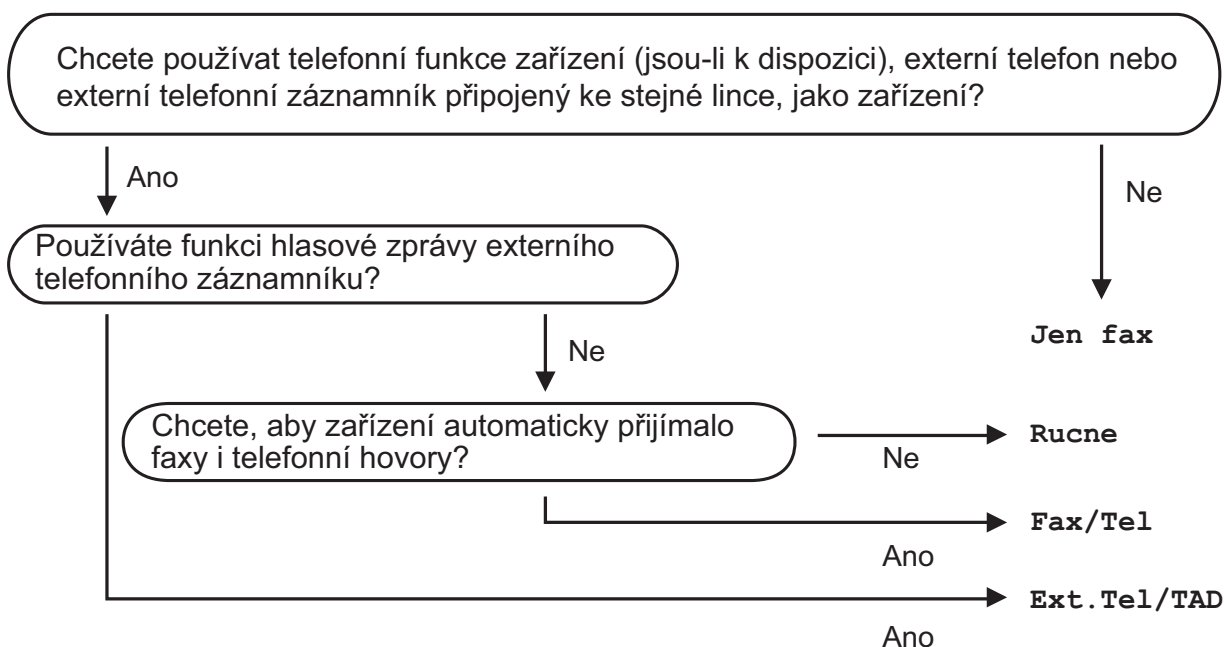 Chcete používat telefonní funkce zařízení (jsou-li k dispozici), externí telefon nebo
externí telefonní záznamník připojený ke stejné lince, jako zařízení?
Ano
Ne
Používáte funkci hlasové zprávy externího
telefonního záznamníku?
Jen fax
Ne
Chcete, aby zařízení automaticky přijímalo
faxy i telefonní hovory?
Ne
Rucne
Ano
Fax/Tel
Ano
Ext.Tel/TAD